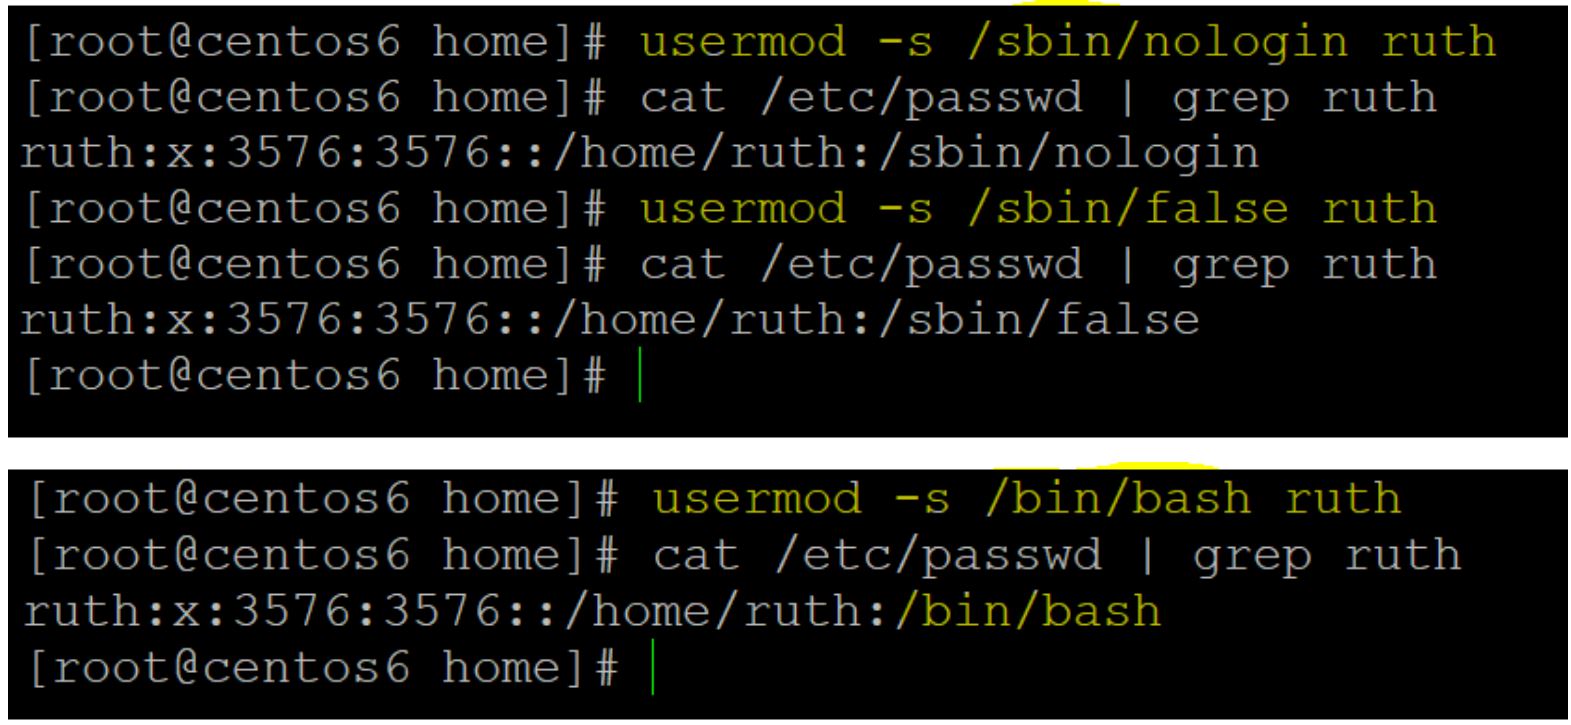 [root@centos6 home]# usermod -s /sbin/nologin ruth
[root@centos6 home]# cat /etc/passwd | grep ruth
ruth:x:3576:3576::/home/ruth:/sbin/nologin
[root@centos6 home]# usermod -s /sbin/false ruth
[root@centos6 home]# cat /etc/passwd | grep ruth
ruth:x:3576:3576::/home/ruth:/sbin/false
[root@centos6 home]#
[root@centos6 home]# usermod -s /bin/bash ruth
[root@centos6 home]# cat /etc/passwd | grep ruth
ruth:x:3576:3576::/home/ruth:/bin/bash
[root@centos6 home]#